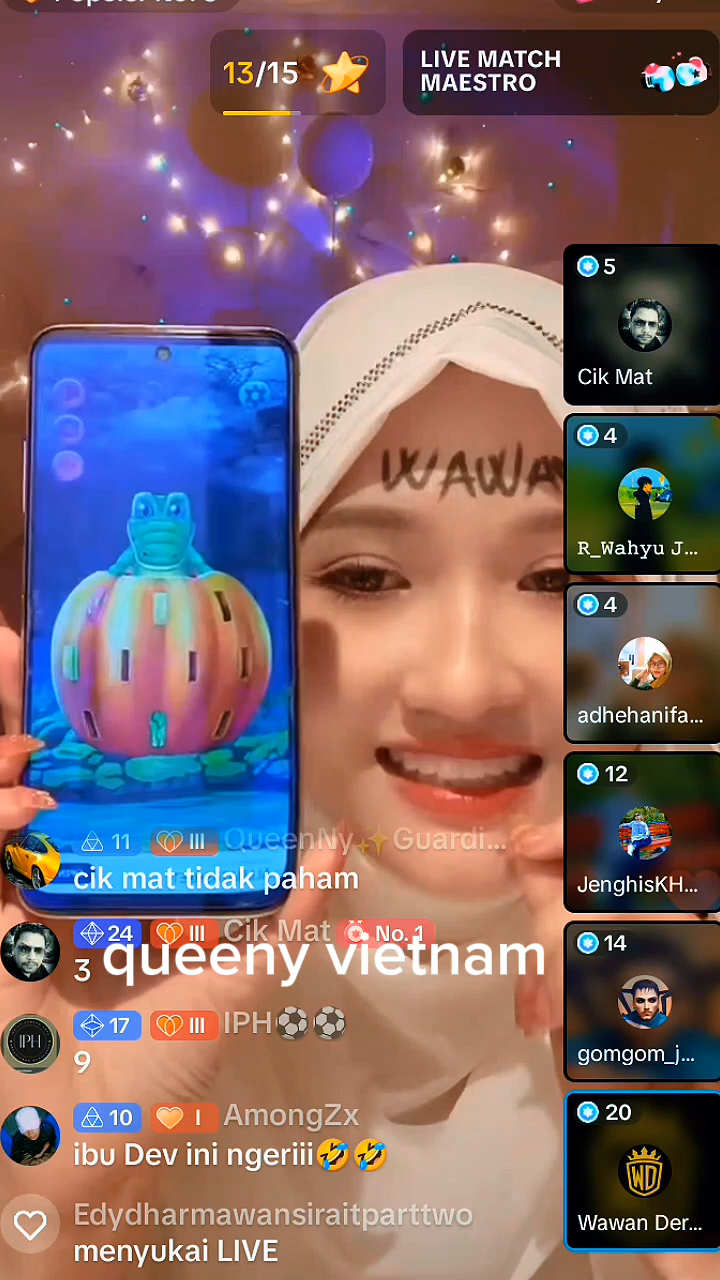 13/15
LIVE MATCH
MAESTRO
5
Cik Mat
WAWA
4
R_Wahyu J...
4
adhehanifa...
12
JenghisKH...
14
gomgom_j...
20
WD
Wawan Der...
11 III QueenNy✨Guardi...
cik mat tidak paham
24 III Cik Mat No. 1
3
queeny vietnam
17 III IPH⚽⚽
IPH
9
10 I AmongZx
ibu Dev ini ngeriii🤣🤣
Edydharmawansiraitparttwo
menyukai LIVE